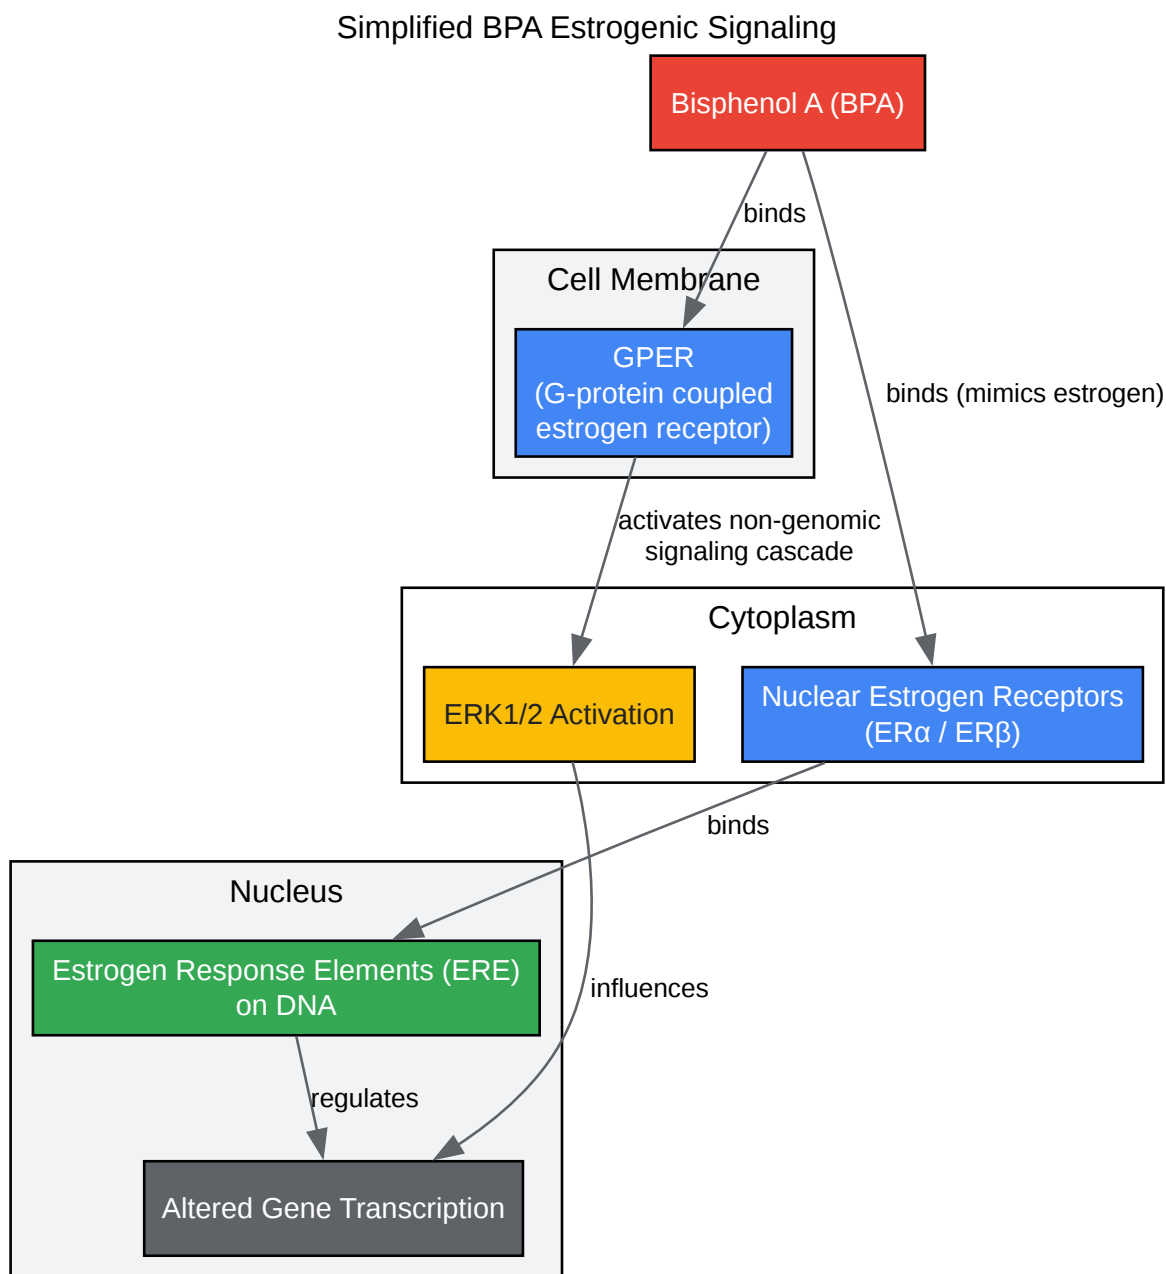 Simplified BPA Estrogenic Signaling
Bisphenol A (BPA)
binds
Cell Membrane
GPER
(G-protein coupled
estrogen receptor)
binds (mimics estrogen)
activates non-genomic
signaling cascade
Cytoplasm
ERK1/2 Activation
Nuclear Estrogen Receptors
(ERα / ERβ)
binds
Nucleus
Estrogen Response Elements (ERE)
on DNA
influences
regulates
Altered Gene Transcription